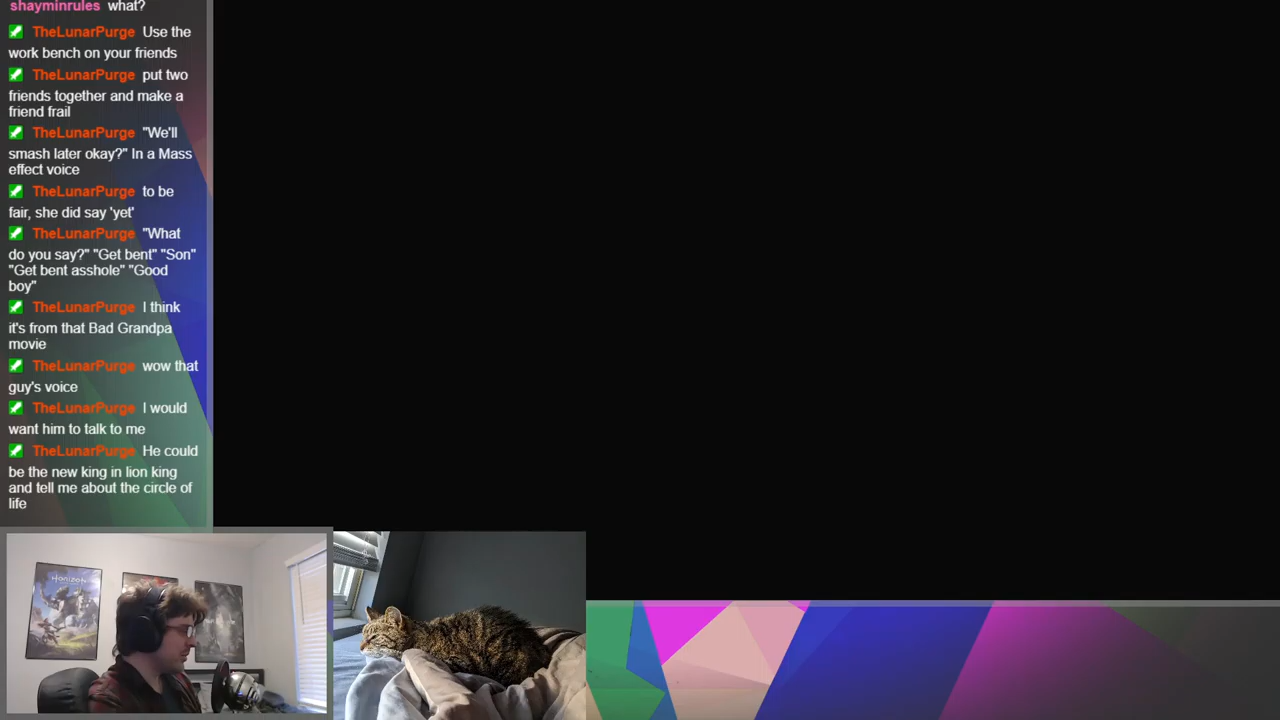 shayminrules what?
TheLunarPurge Use the
work bench on your friends
TheLunarPurge put two
friends together and make a
friend frail
TheLunarPurge "We'll
smash later okay?" In a Mass
effect voice
TheLunarPurge to be
fair, she did say 'yet'
TheLunarPurge "What
do you say?" "Get bent" "Son"
"Get bent asshole" "Good
boy"
TheLunarPurge I think
it's from that Bad Grandpa
movie
TheLunarPurge wow that
guy's voice
TheLunarPurge I would
want him to talk to me
TheLunarPurge He could
be the new king in lion king
and tell me about the circle of
life
HORIZON